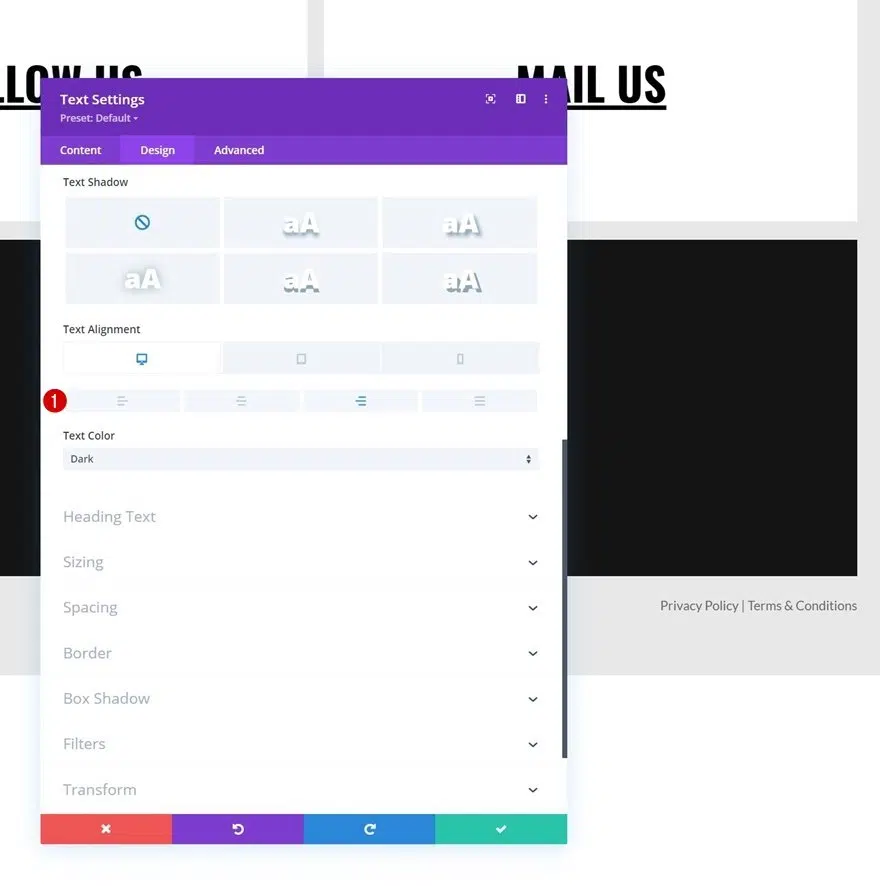 LLOW US
MAIL US
Text Settings
Preset: Default
Content
Design
Advanced
Text Shadow
aA
aA
aA
aA
aA
Text Alignment
1
Text Color
Dark
Heading Text
Sizing
Spacing
Border
Box Shadow
Filters
Transform
Privacy Policy | Terms & Conditions